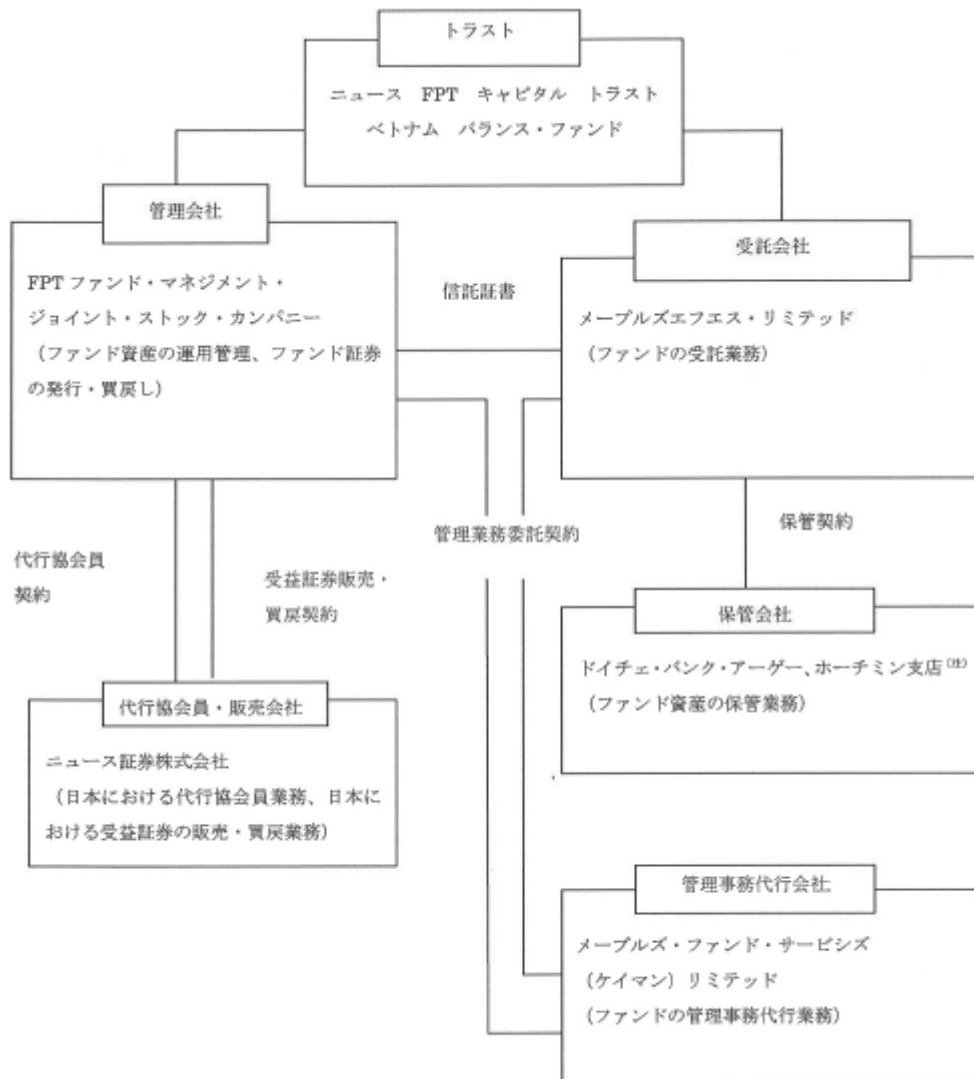 トラスト
ニュース FPT キャピタル トラスト
ベトナム バランス・ファンド
管理会社
FPTファンド・マネジメント・
ジョイント・ストック・カンパニー
(ファンド資産の運用管理、ファンド証券
の発行・買戻し)
信託証書
受託会社
メープルズエフエス・リミテッド
(ファンドの受託業務)
代行協会員
契約
受益証券販売・
買戻契約
管理業務委託契約
保管契約
保管会社
ドイチェ・バンク・アーゲー、ホーチミン支店(注)
(ファンド資産の保管業務)
代行協会員・販売会社
ニュース証券株式会社
(日本における代行協会員業務、日本に
おける受益証券の販売・買戻業務)
管理事務代行会社
メープルズ・ファンド・サービシズ
(ケイマン)リミテッド
(ファンドの管理事務代行業務)